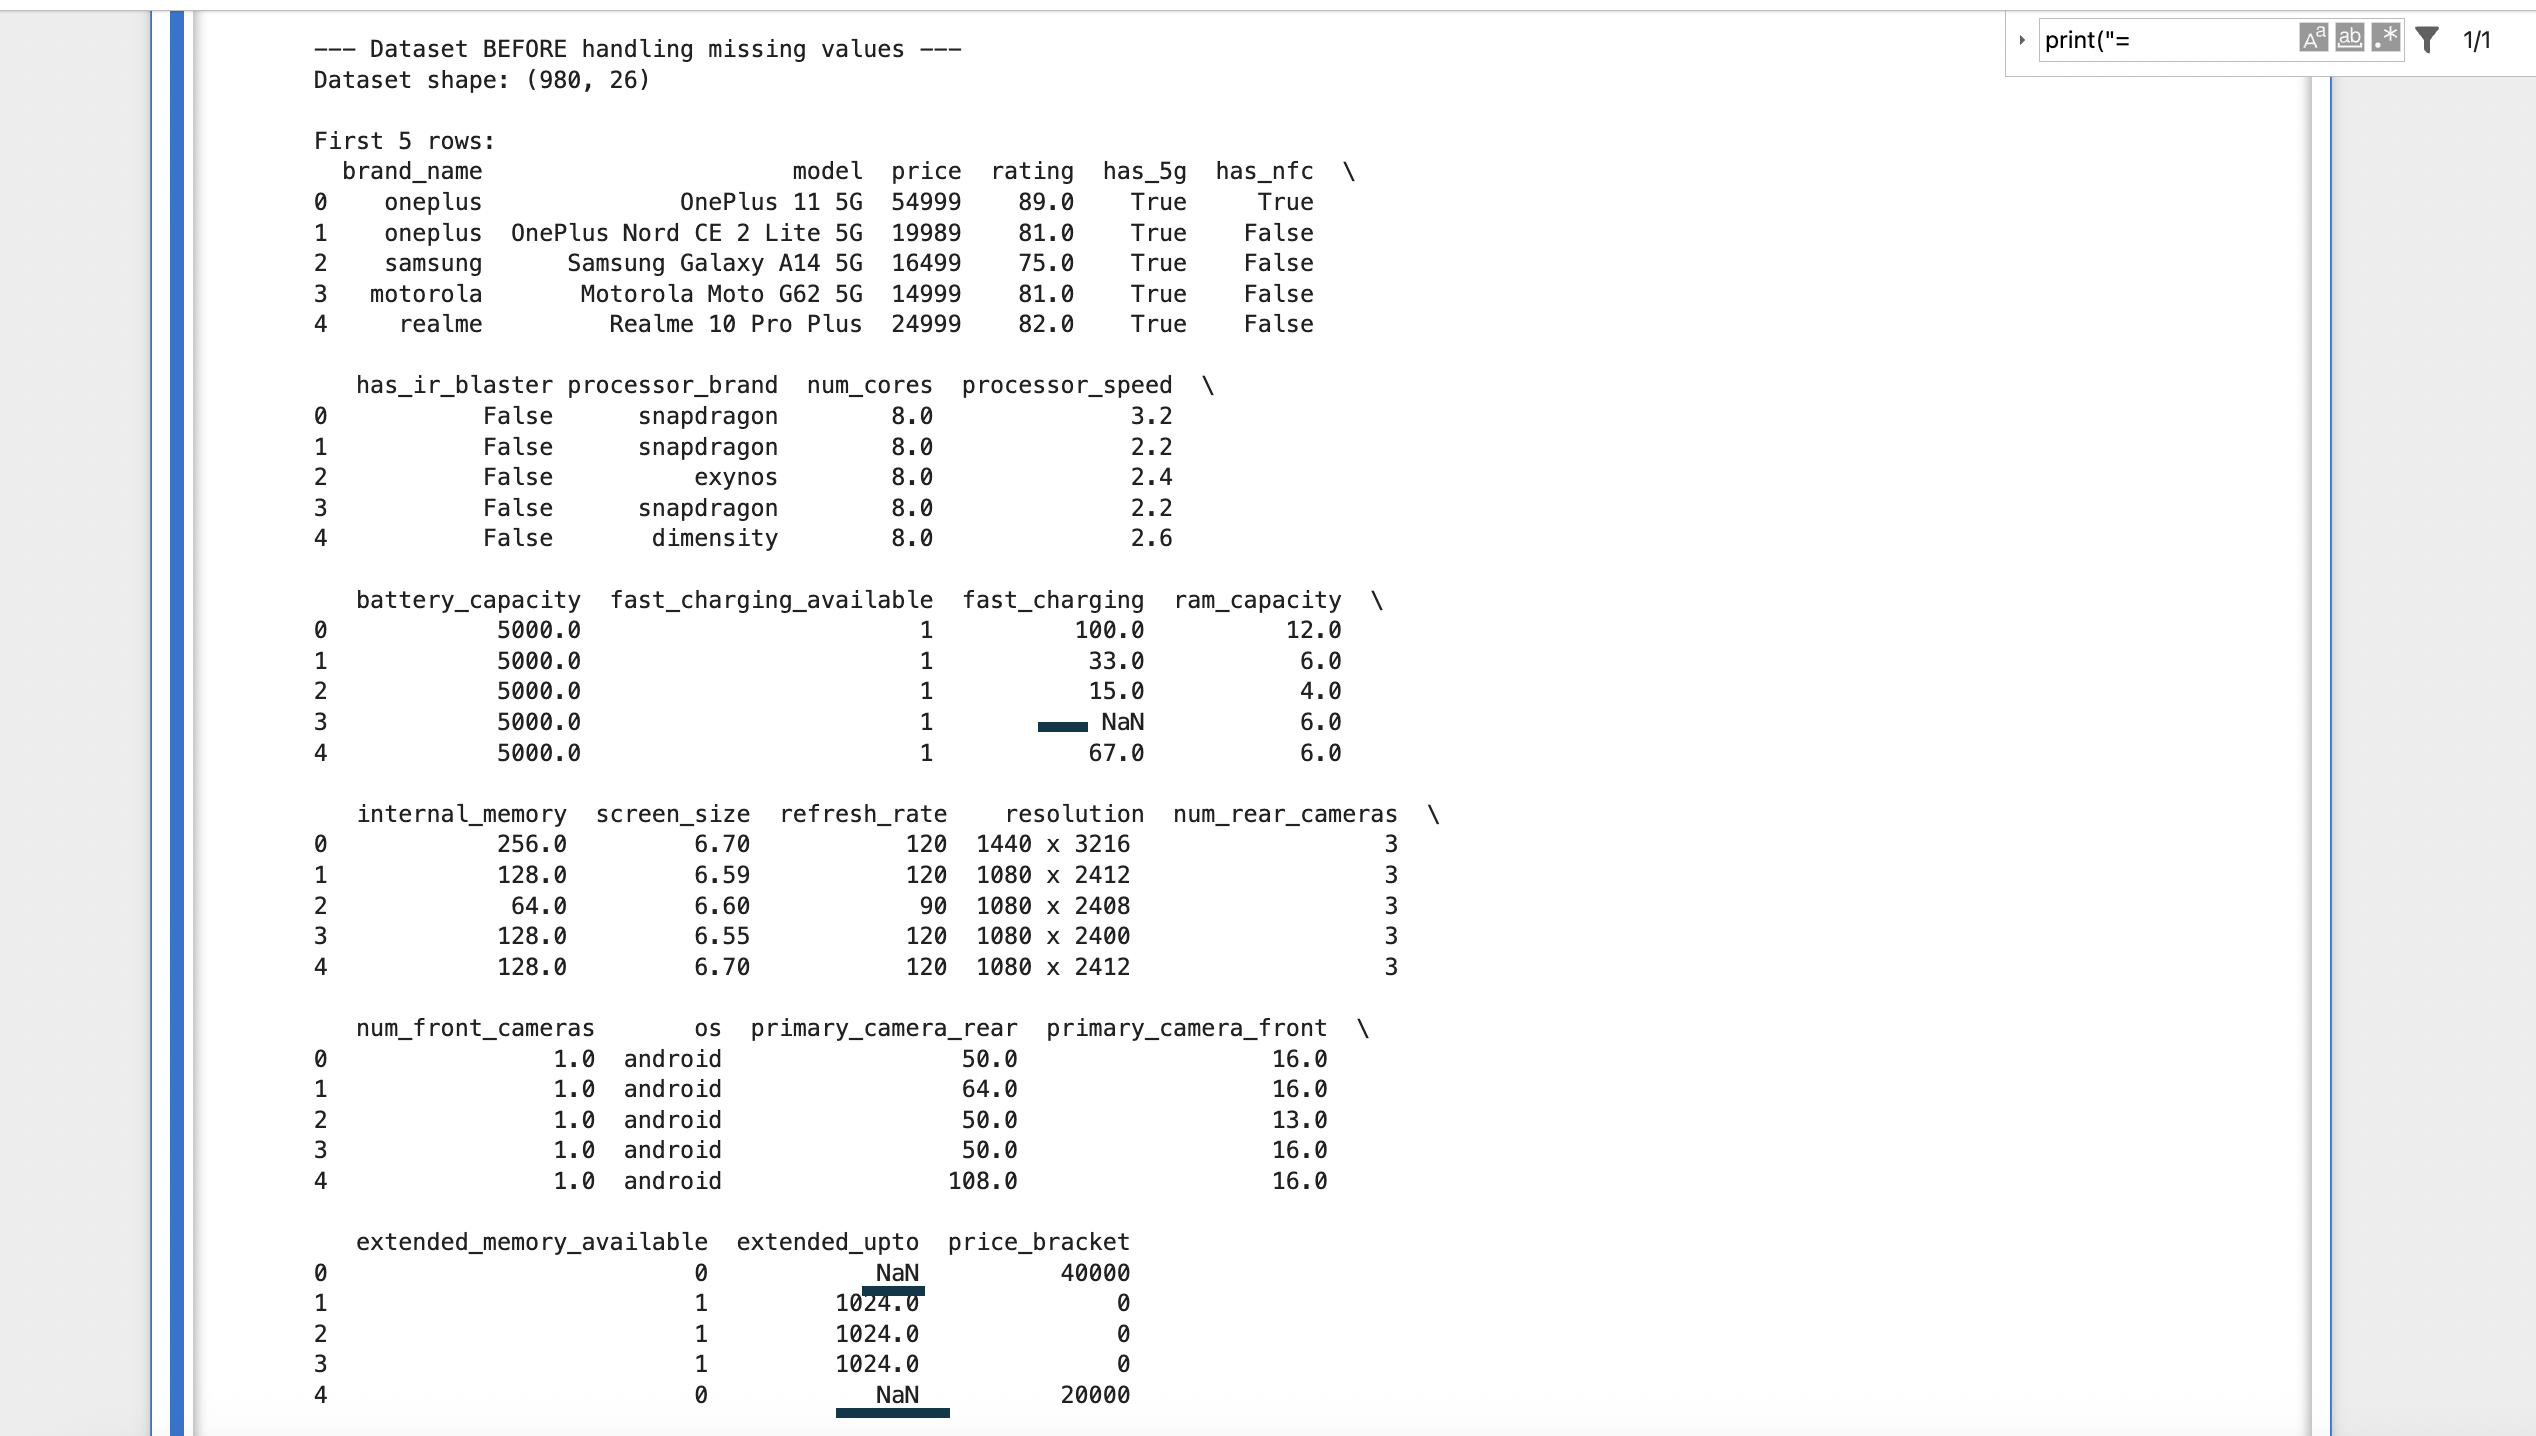 --- Dataset BEFORE handling missing values ---
Dataset shape: (980, 26)
First 5 rows:
  brand_name                      model  price  rating  has_5g  has_nfc  \
0    oneplus              OnePlus 11 5G  54999    89.0    True     True
1    oneplus  OnePlus Nord CE 2 Lite 5G  19989    81.0    True    False
2    samsung      Samsung Galaxy A14 5G  16499    75.0    True    False
3   motorola       Motorola Moto G62 5G  14999    81.0    True    False
4     realme         Realme 10 Pro Plus  24999    82.0    True    False
   has_ir_blaster processor_brand  num_cores  processor_speed  \
0           False      snapdragon        8.0              3.2
1           False      snapdragon        8.0              2.2
2           False          exynos        8.0              2.4
3           False      snapdragon        8.0              2.2
4           False       dimensity        8.0              2.6
   battery_capacity  fast_charging_available  fast_charging  ram_capacity  \
0            5000.0                        1          100.0          12.0
1            5000.0                        1           33.0           6.0
2            5000.0                        1           15.0           4.0
3            5000.0                        1            NaN           6.0
4            5000.0                        1           67.0           6.0
   internal_memory  screen_size  refresh_rate    resolution  num_rear_cameras  \
0            256.0         6.70           120  1440 x 3216                  3
1            128.0         6.59           120  1080 x 2412                  3
2             64.0         6.60            90  1080 x 2408                  3
3            128.0         6.55           120  1080 x 2400                  3
4            128.0         6.70           120  1080 x 2412                  3
   num_front_cameras       os  primary_camera_rear  primary_camera_front  \
0                1.0  android                 50.0                  16.0
1                1.0  android                 64.0                  16.0
2                1.0  android                 50.0                  13.0
3                1.0  android                 50.0                  16.0
4                1.0  android                108.0                  16.0
   extended_memory_available  extended_upto  price_bracket
0                          0            NaN          40000
1                          1         1024.0              0
2                          1         1024.0              0
3                          1         1024.0              0
4                          0            NaN          20000
print("=
Aa ab .* 1/1